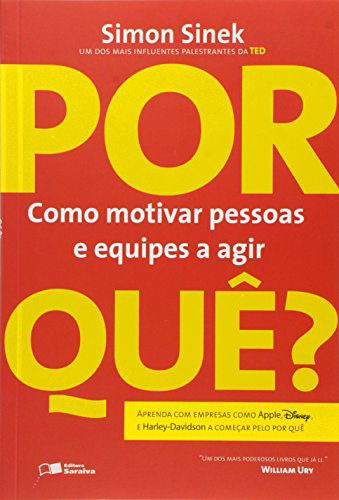 Simon Sinek
UM DOS MAIS INFLUENTES PALESTRANTES DA TED
POR
Como motivar pessoas
e equipes a agir
QUÊ?
APRENDA COM EMPRESAS COMO Apple, Disney
E Harley-Davidson A COMEÇAR PELO POR QUÊ
"UM DOS MAIS PODEROSOS LIVROS QUE JÁ LI."
WILLIAM URY
Editora
Saraiva